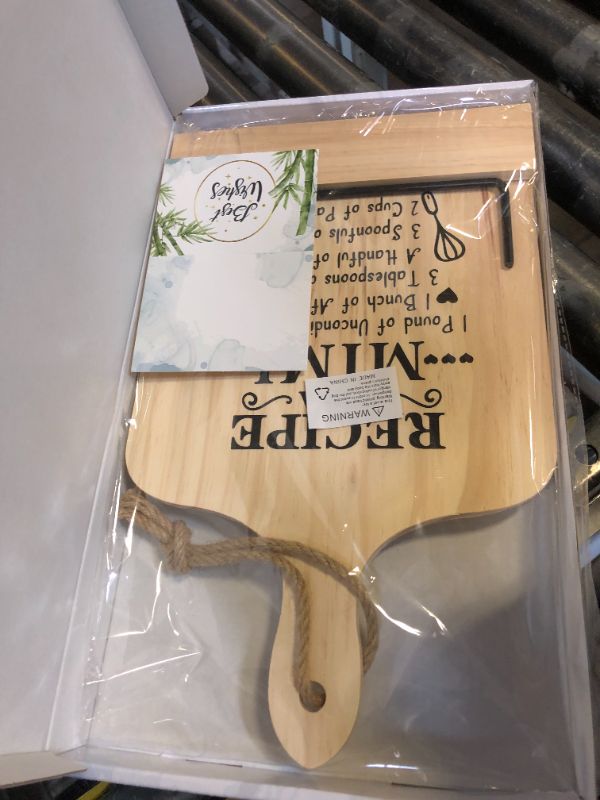 RECIPE
A
...MIMI
1 Pound of Uncondi
1 Bunch of Af
3 Tablespoons
A Handful of
3 Spoonfuls
2 Cups of Pa
Best
Wishes
WARNING
MADE IN CHINA